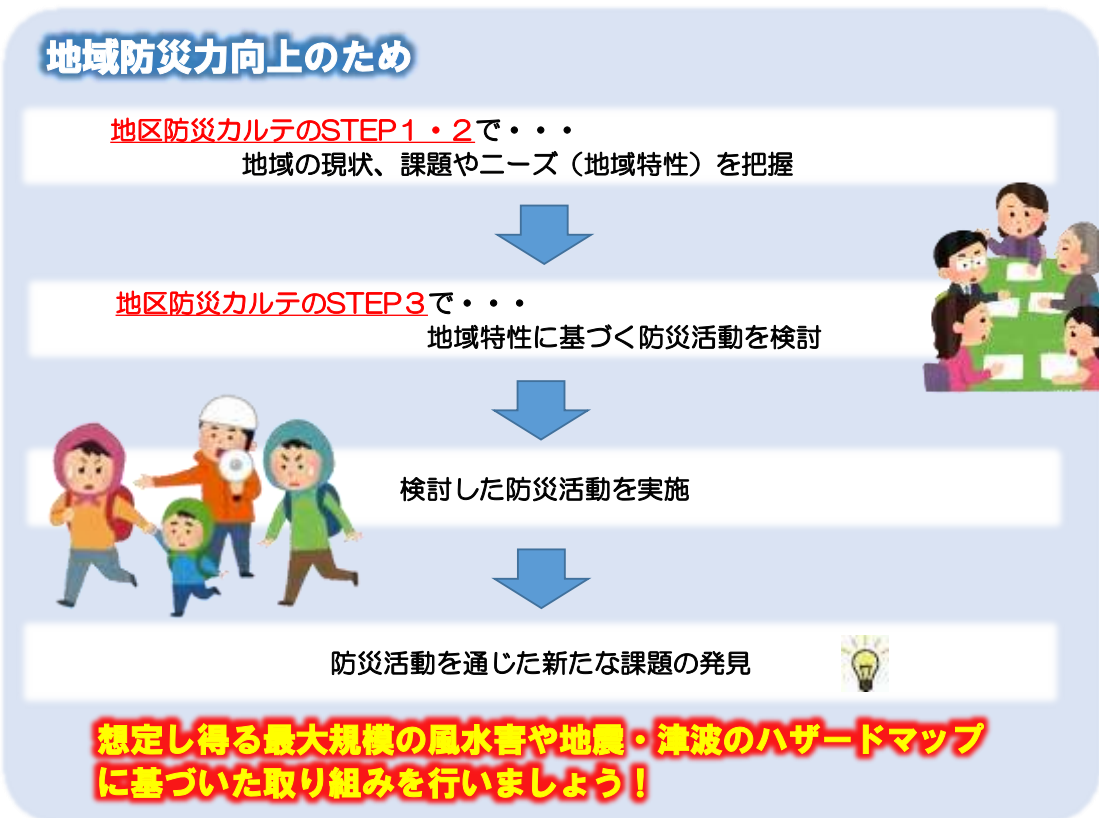 地域防災力向上のため
地区防災カルテのSTEP１・２で・・・
地域の現状、課題やニーズ（地域特性）を把握
地区防災カルテのSTEP３で・・・
地域特性に基づく防災活動を検討
検討した防災活動を実施
防災活動を通じた新たな課題の発見
想定し得る最大規模の風水害や地震・津波のハザードマップ
に基づいた取り組みを行いましょう！